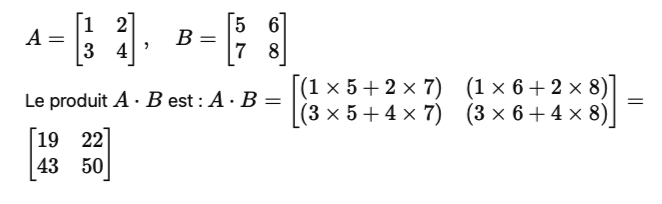 A = [1 2
3 4], B = [5 6
7 8]
Le produit A · B est : A · B = [(1 × 5 + 2 × 7) (1 × 6 + 2 × 8)
(3 × 5 + 4 × 7) (3 × 6 + 4 × 8)] =
[19 22
43 50]